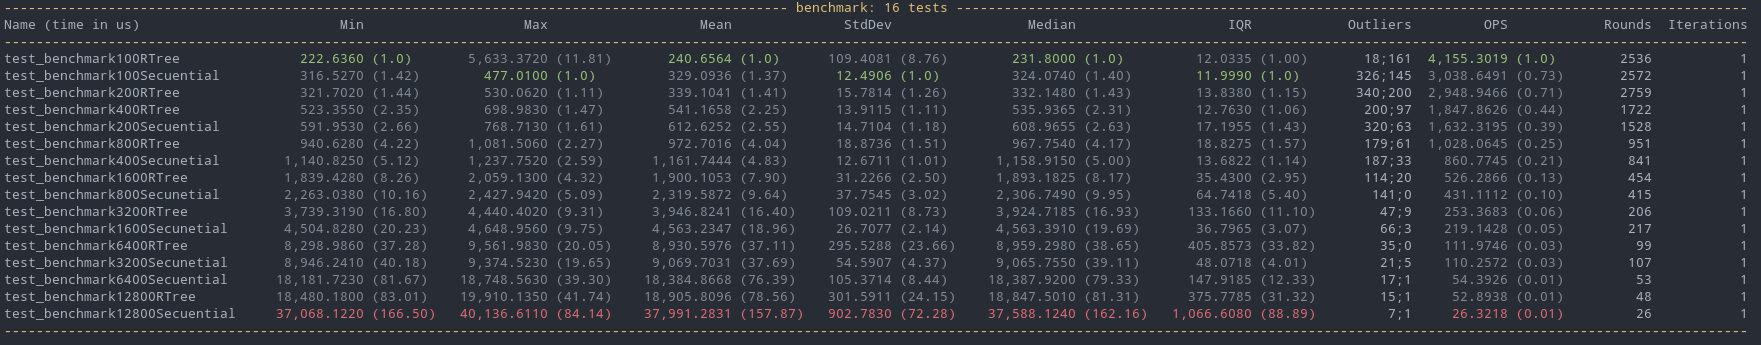 benchmark: 16 tests
Name (time in us) Min Max Mean StdDev Median IQR Outliers OPS Rounds Iterations
test_benchmark100RTree 222.6360 (1.0) 5,633.3720 (11.81) 240.6564 (1.0) 109.4081 (8.76) 231.8000 (1.0) 12.0335 (1.00) 18;161 4,155.3019 (1.0) 2536 1
test_benchmark100Secuential 316.5270 (1.42) 477.0100 (1.0) 329.0936 (1.37) 12.4906 (1.0) 324.0740 (1.40) 11.9990 (1.0) 326;145 3,038.6491 (0.73) 2572 1
test_benchmark200RTree 321.7020 (1.44) 530.0620 (1.11) 339.1041 (1.41) 15.7814 (1.26) 332.1480 (1.43) 13.8380 (1.15) 340;200 2,948.9466 (0.71) 2759 1
test_benchmark400RTree 523.3550 (2.35) 698.9830 (1.47) 541.1658 (2.25) 13.9115 (1.11) 535.9365 (2.31) 12.7630 (1.06) 200;97 1,847.8626 (0.44) 1722 1
test_benchmark200Secuential 591.9530 (2.66) 768.7130 (1.61) 612.6252 (2.55) 14.7104 (1.18) 608.9655 (2.63) 17.1955 (1.43) 320;63 1,632.3195 (0.39) 1528 1
test_benchmark800RTree 940.6280 (4.22) 1,081.5060 (2.27) 972.7016 (4.04) 18.8736 (1.51) 967.7540 (4.17) 18.8275 (1.57) 179;61 1,028.0645 (0.25) 951 1
test_benchmark400Secunetial 1,140.8250 (5.12) 1,237.7520 (2.59) 1,161.7444 (4.83) 12.6711 (1.01) 1,158.9150 (5.00) 13.6822 (1.14) 187;33 860.7745 (0.21) 841 1
test_benchmark1600RTree 1,839.4280 (8.26) 2,059.1300 (4.32) 1,900.1053 (7.90) 31.2266 (2.50) 1,893.1825 (8.17) 35.4300 (2.95) 114;20 526.2866 (0.13) 454 1
test_benchmark800Secunetial 2,263.0380 (10.16) 2,427.9420 (5.09) 2,319.5872 (9.64) 37.7545 (3.02) 2,306.7490 (9.95) 64.7418 (5.40) 141;0 431.1112 (0.10) 415 1
test_benchmark3200RTree 3,739.3190 (16.80) 4,440.4020 (9.31) 3,946.8241 (16.40) 109.0211 (8.73) 3,924.7185 (16.93) 133.1660 (11.10) 47;9 253.3683 (0.06) 206 1
test_benchmark1600Secunetial 4,504.8280 (20.23) 4,648.9560 (9.75) 4,563.2347 (18.96) 26.7077 (2.14) 4,563.3910 (19.69) 36.7965 (3.07) 66;3 219.1428 (0.05) 217 1
test_benchmark6400RTree 8,298.9860 (37.28) 9,561.9830 (20.05) 8,930.5976 (37.11) 295.5288 (23.66) 8,959.2980 (38.65) 405.8573 (33.82) 35;0 111.9746 (0.03) 99 1
test_benchmark3200Secunetial 8,946.2410 (40.18) 9,374.5230 (19.65) 9,069.7031 (37.69) 54.5907 (4.37) 9,065.7550 (39.11) 48.0718 (4.01) 21;5 110.2572 (0.03) 107 1
test_benchmark6400Secuential 18,181.7230 (81.67) 18,748.5630 (39.30) 18,384.8668 (76.39) 105.3714 (8.44) 18,387.9200 (79.33) 147.9185 (12.33) 17;1 54.3926 (0.01) 53 1
test_benchmark12800RTree 18,480.1800 (83.01) 19,910.1350 (41.74) 18,905.8096 (78.56) 301.5911 (24.15) 18,847.5010 (81.31) 375.7785 (31.32) 15;1 52.8938 (0.01) 48 1
test_benchmark12800Secuential 37,068.1220 (166.50) 40,136.6110 (84.14) 37,991.2831 (157.87) 902.7830 (72.28) 37,588.1240 (162.16) 1,066.6080 (88.89) 7;1 26.3218 (0.01) 26 1